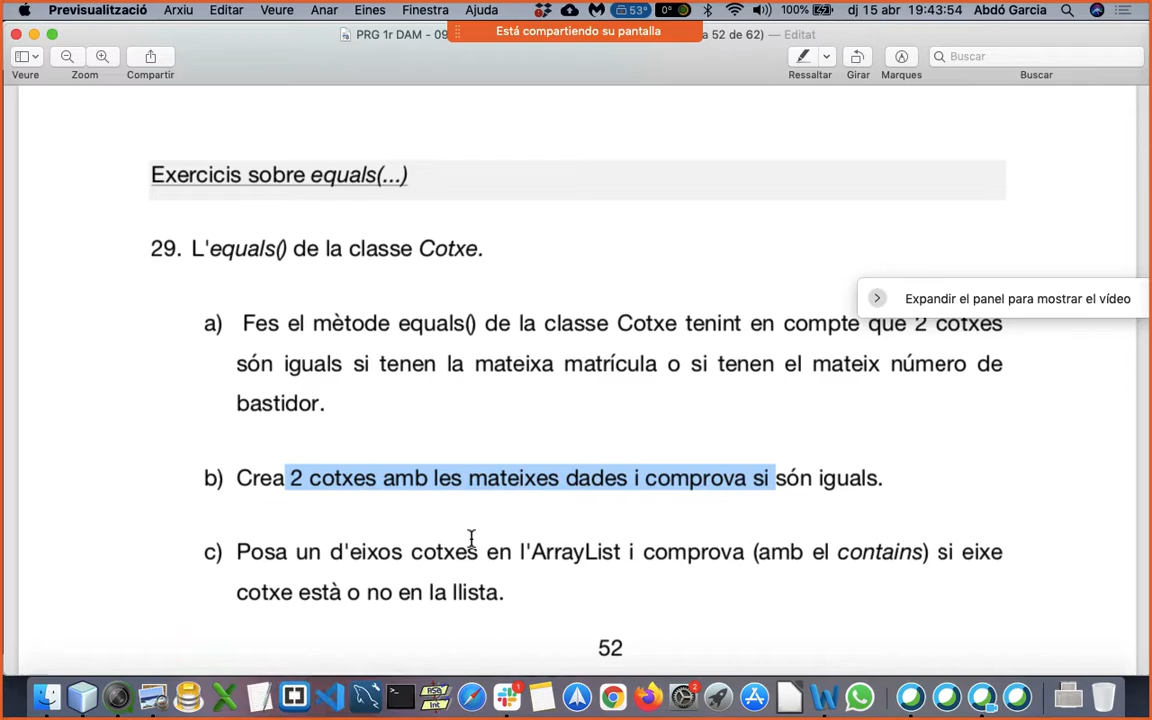 Previsualització Arxiu Editar Veure Anar Eines Finestra Ajuda 53° 0° 100% dj 15 abr 19:43:54 Abdó Garcia
Está compartiendo su pantalla
PRG 1r DAM - 09 a 52 de 62) — Editat
Buscar
Veure Zoom Compartir Ressaltar Girar Marques Buscar
Exercicis sobre equals(...)
29. L'equals() de la classe Cotxe.
Expandir el panel para mostrar el vídeo
a) Fes el mètode equals() de la classe Cotxe tenint en compte que 2 cotxes
són iguals si tenen la mateixa matrícula o si tenen el mateix número de
bastidor.
b) Crea 2 cotxes amb les mateixes dades i comprova si són iguals.
c) Posa un d'eixos cotxes en l'ArrayList i comprova (amb el contains) si eixe
cotxe està o no en la llista.
52